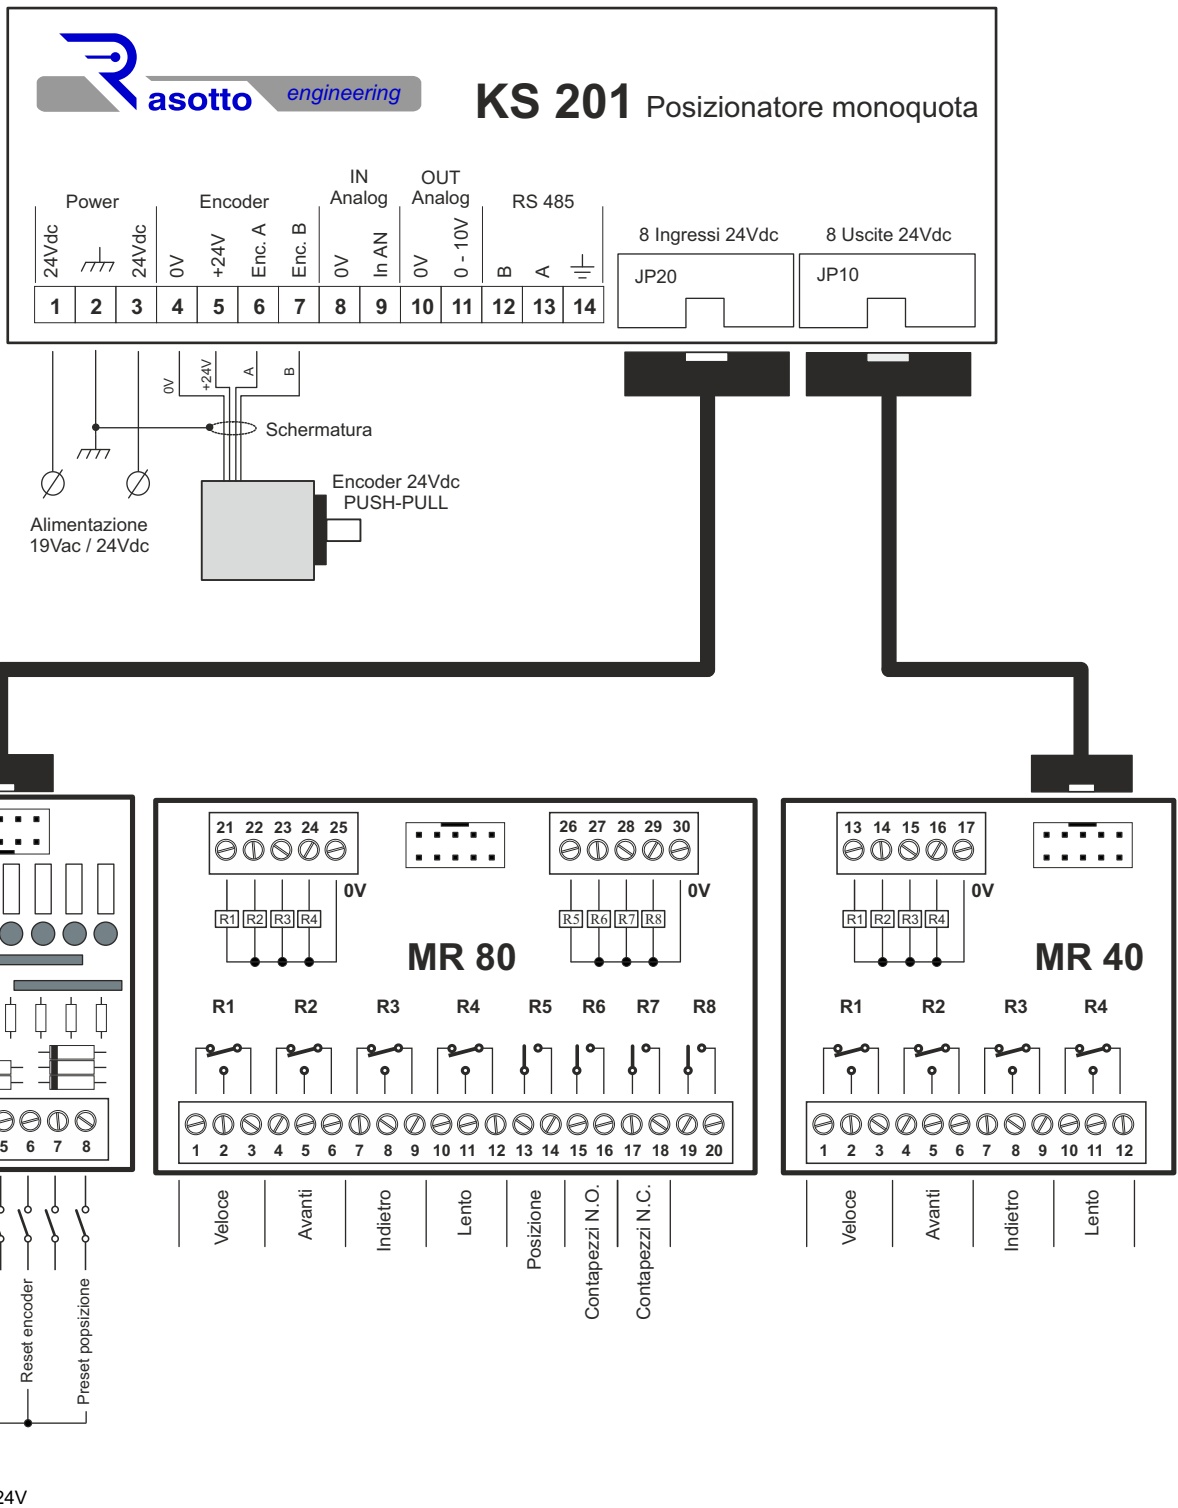 Rasotto engineering
KS 201 Posizionatore monoquota
Power Encoder IN Analog OUT Analog RS 485
24Vdc 24Vdc 0V +24V Enc. A Enc. B 0V In AN 0V 0 - 10V B A
8 Ingressi 24Vdc 8 Uscite 24Vdc
JP20 JP10
1 2 3 4 5 6 7 8 9 10 11 12 13 14
0V +24V A B
Schermatura
Encoder 24Vdc
PUSH-PULL
Alimentazione
19Vac / 24Vdc
21 22 23 24 25
26 27 28 29 30
13 14 15 16 17
0V 0V 0V
R1 R2 R3 R4
R5 R6 R7 R8
R1 R2 R3 R4
MR 80 MR 40
R1 R2 R3 R4 R5 R6 R7 R8
R1 R2 R3 R4
5 6 7 8
1 2 3 4 5 6 7 8 9 10 11 12 13 14 15 16 17 18 19 20
1 2 3 4 5 6 7 8 9 10 11 12
Veloce
Avanti
Indietro
Lento
Posizione
Contapezzi N.O.
Contapezzi N.C.
Veloce
Avanti
Indietro
Lento
Reset encoder
Preset popsizione
24V